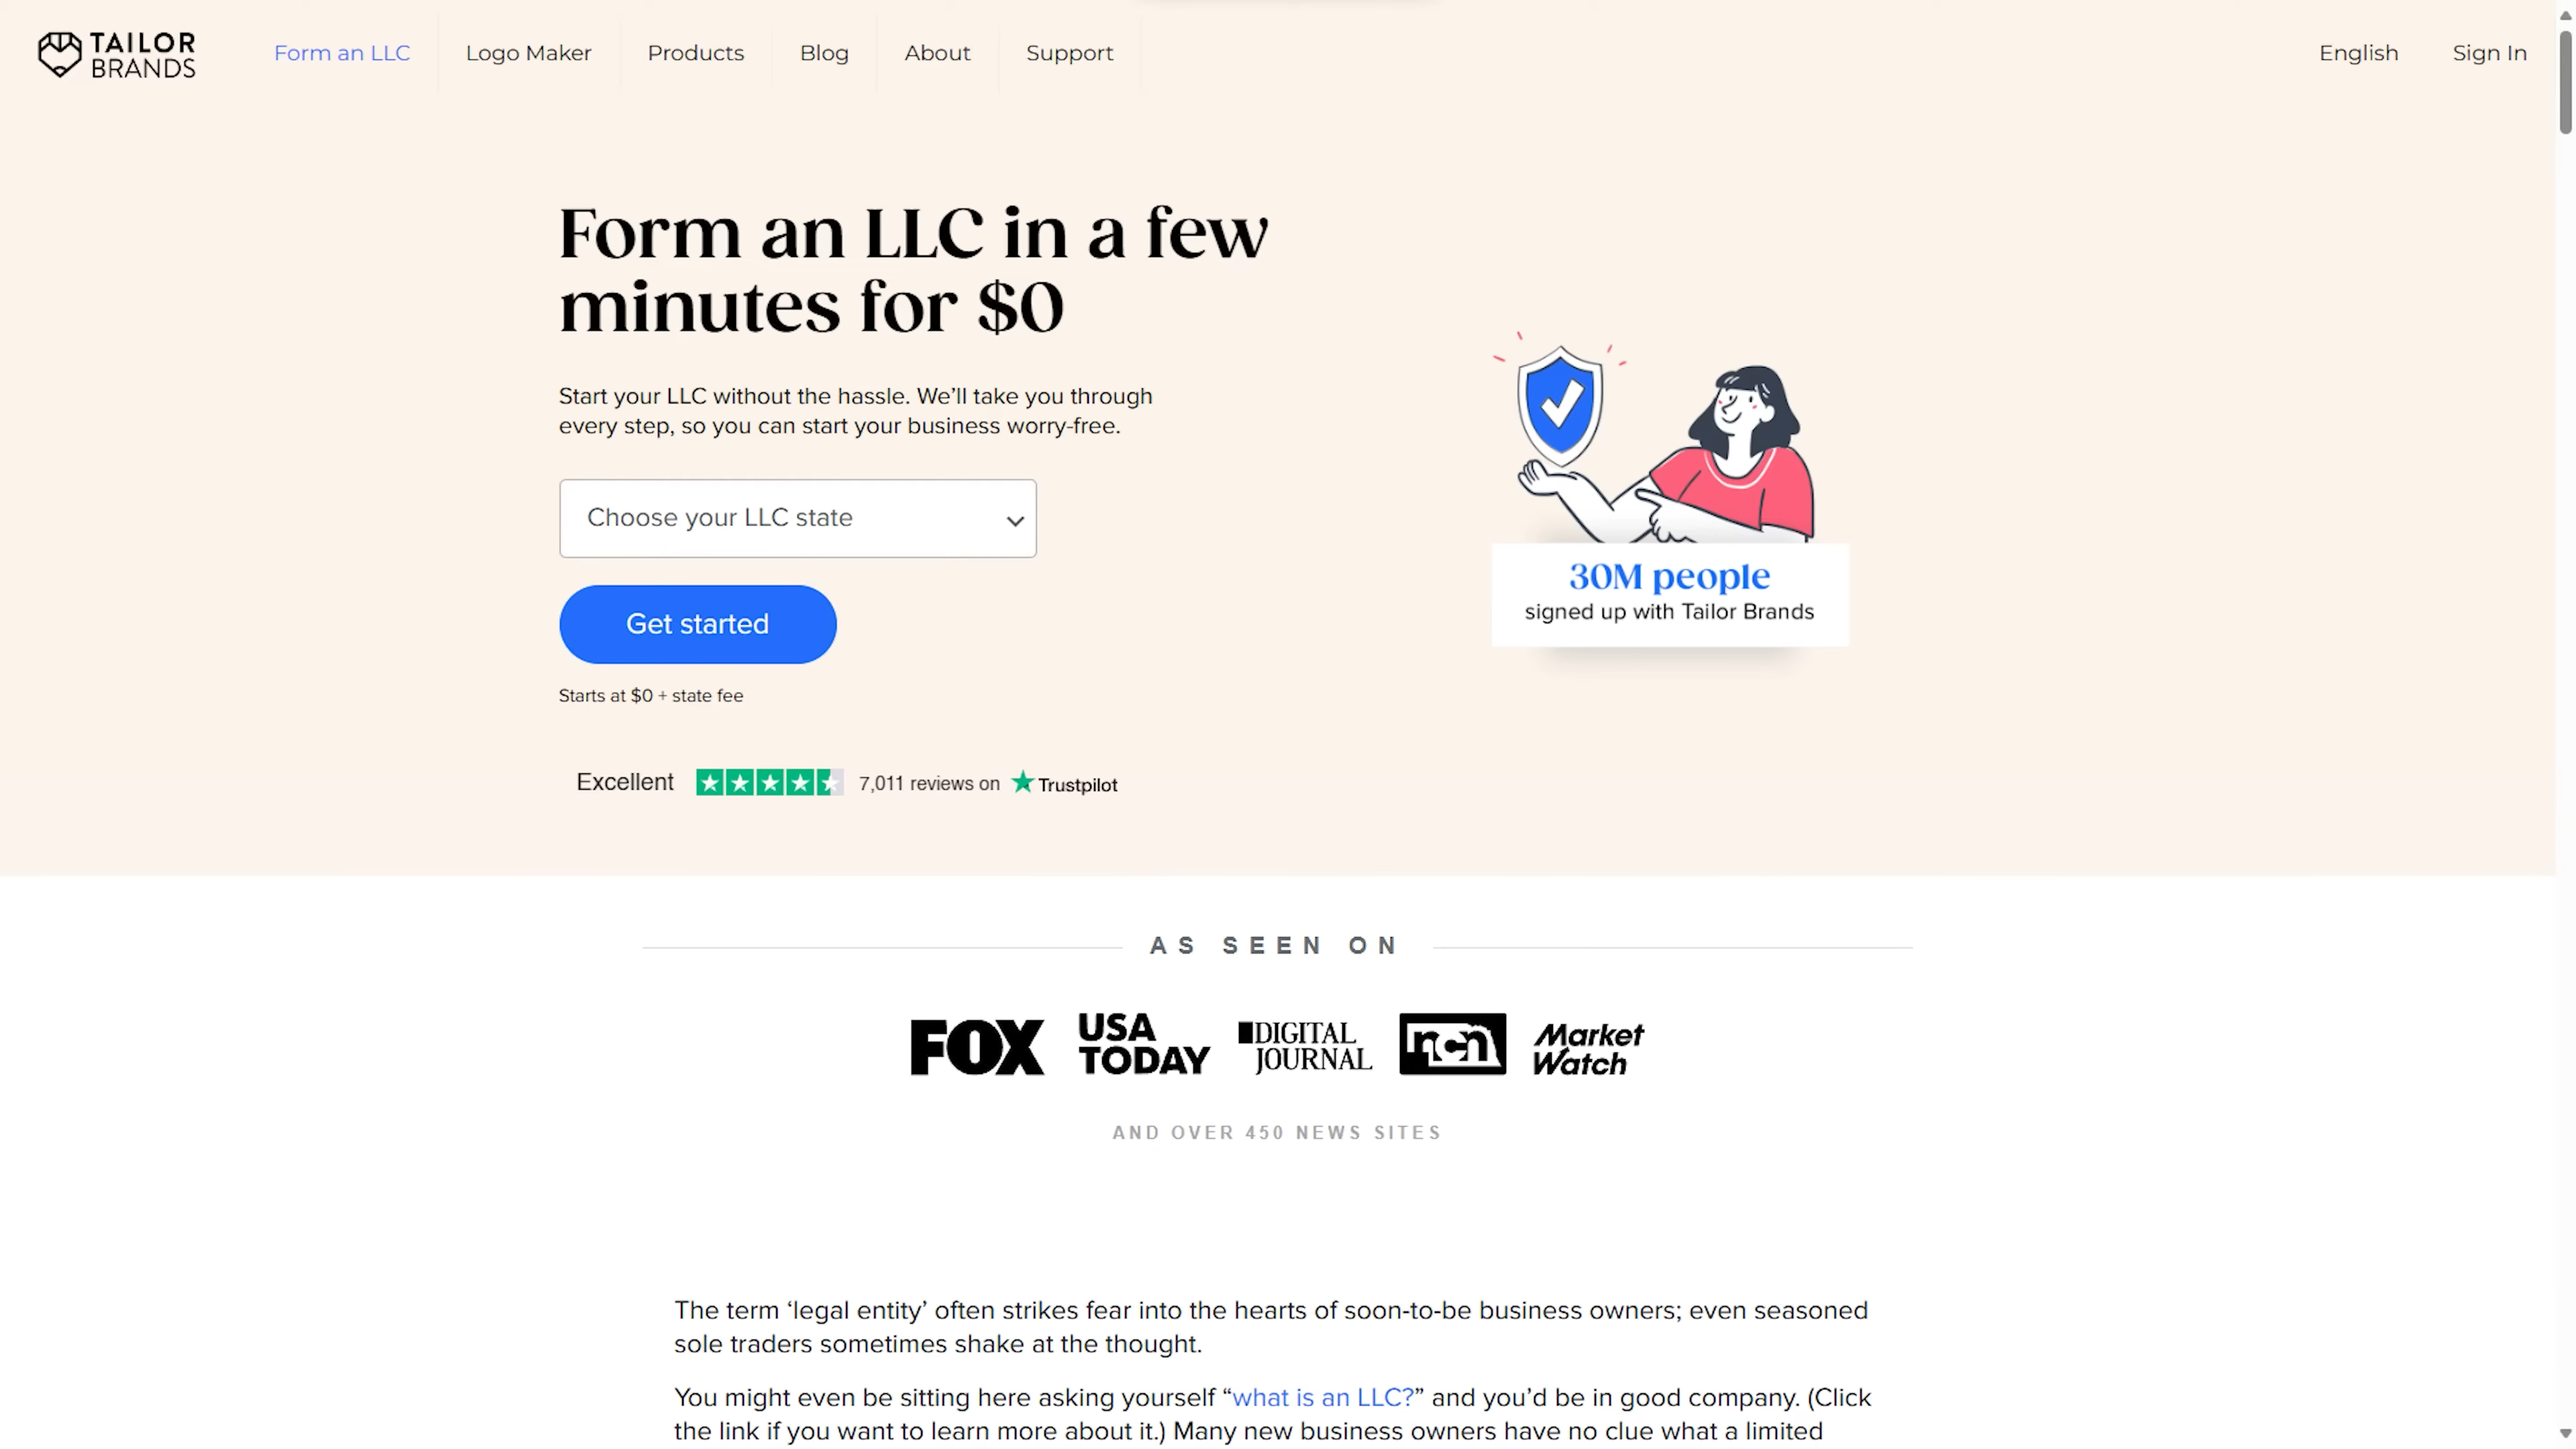 TAILOR
BRANDS
Form an LLC
Logo Maker
Products
Blog
About
Support
English
Sign In
Form an LLC in a few
minutes for $0
Start your LLC without the hassle. We’ll take you through
every step, so you can start your business worry-free.
Choose your LLC state
Get started
Starts at $0 + state fee
Excellent
7,011 reviews on
Trustpilot
30M people
signed up with Tailor Brands
AS SEEN ON
FOX
USA
TODAY
DIGITAL
JOURNAL
ncn
Market
Watch
AND OVER 450 NEWS SITES
The term ‘legal entity’ often strikes fear into the hearts of soon-to-be business owners; even seasoned
sole traders sometimes shake at the thought.
You might even be sitting here asking yourself “what is an LLC?” and you’d be in good company. (Click
the link if you want to learn more about it.) Many new business owners have no clue what a limited